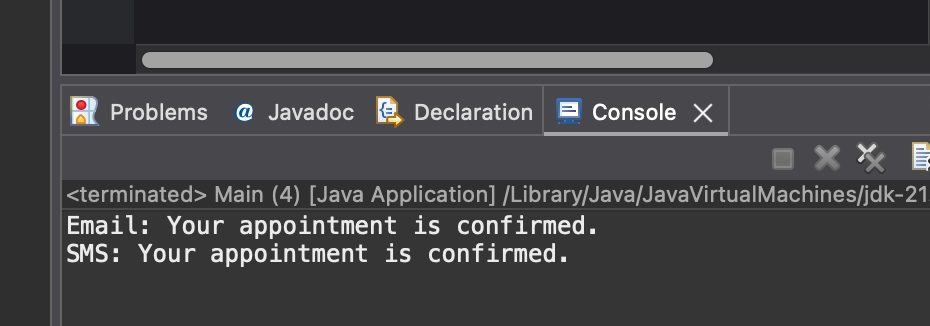 Problems @ Javadoc Declaration Console
<terminated> Main (4) [Java Application] /Library/Java/JavaVirtualMachines/jdk-21
Email: Your appointment is confirmed.
SMS: Your appointment is confirmed.